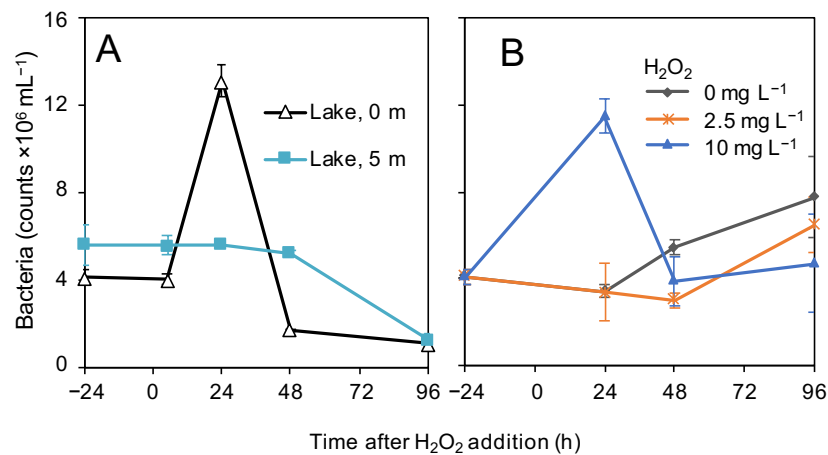 Bacteria (counts ×10⁶ mL⁻¹)
16
12
8
4
0
A
Lake, 0 m
Lake, 5 m
−24 0 24 48 96
B
H₂O₂
0 mg L⁻¹
2.5 mg L⁻¹
10 mg L⁻¹
−24 0 24 48 72 96
Time after H₂O₂ addition (h)